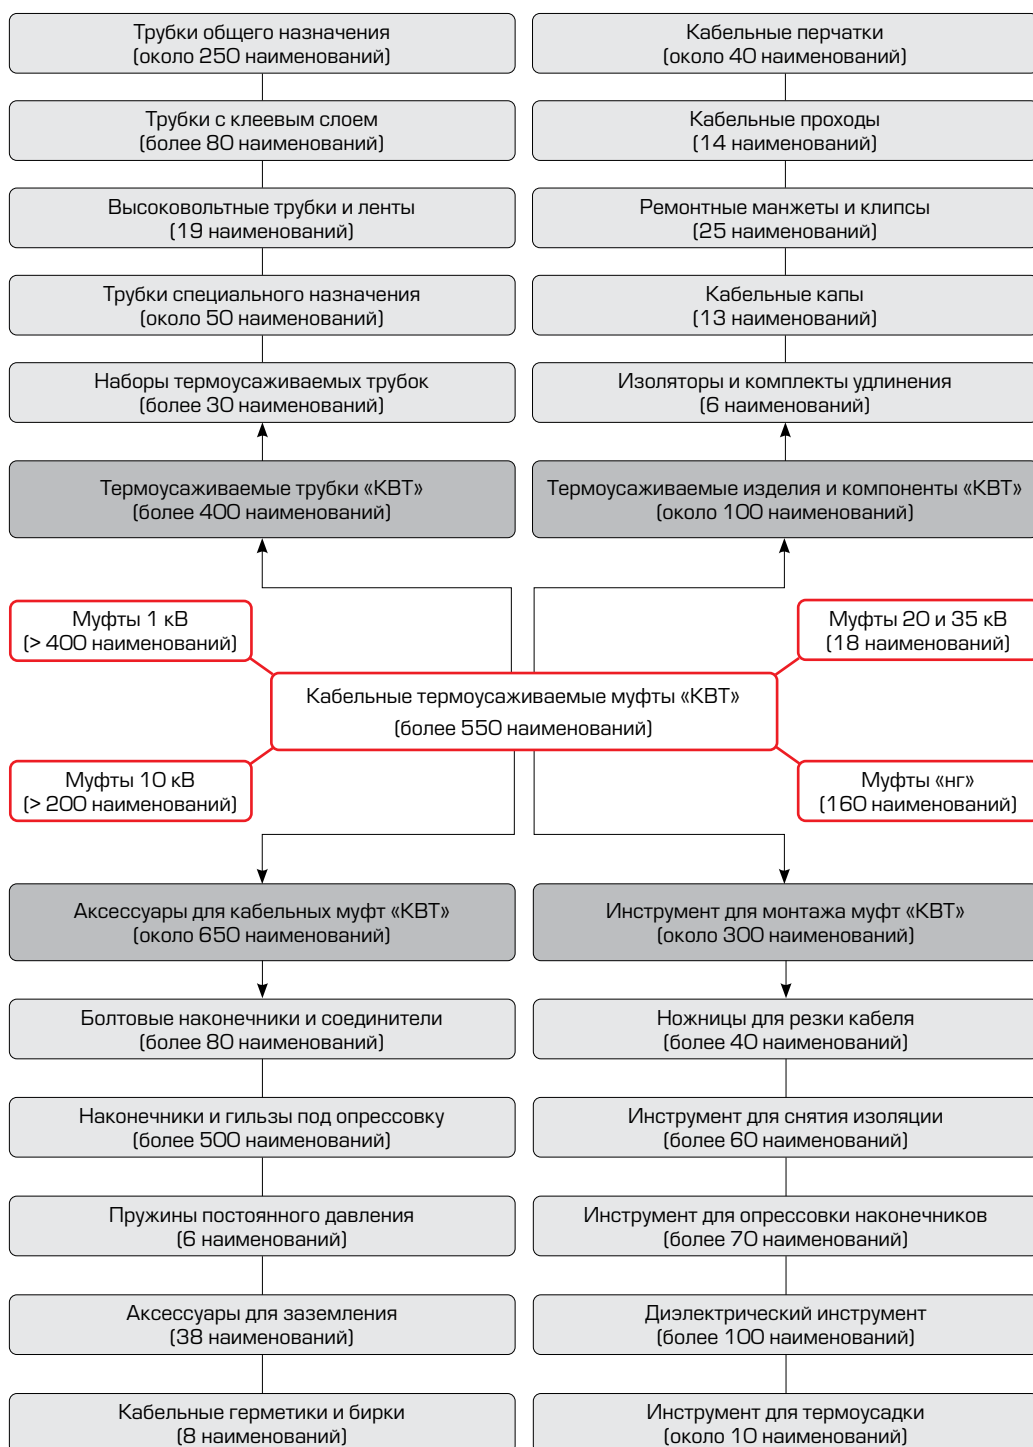 Трубки общего назначения
(около 250 наименований)
Кабельные перчатки
(около 40 наименований)
Трубки с клеевым слоем
(более 80 наименований)
Кабельные проходы
(14 наименований)
Высоковольтные трубки и ленты
(19 наименований)
Ремонтные манжеты и клипсы
(25 наименований)
Трубки специального назначения
(около 50 наименований)
Кабельные капы
(13 наименований)
Наборы термоусаживаемых трубок
(более 30 наименований)
Изоляторы и комплекты удлинения
(6 наименований)
Термоусаживаемые трубки «КВТ»
(более 400 наименований)
Термоусаживаемые изделия и компоненты «КВТ»
(около 100 наименований)
Муфты 1 кВ
(> 400 наименований)
Муфты 20 и 35 кВ
(18 наименований)
Кабельные термоусаживаемые муфты «КВТ»
(более 550 наименований)
Муфты 10 кВ
(> 200 наименований)
Муфты «нг»
(160 наименований)
Аксессуары для кабельных муфт «КВТ»
(около 650 наименований)
Инструмент для монтажа муфт «КВТ»
(около 300 наименований)
Болтовые наконечники и соединители
(более 80 наименований)
Ножницы для резки кабеля
(более 40 наименований)
Наконечники и гильзы под опрессовку
(более 500 наименований)
Инструмент для снятия изоляции
(более 60 наименований)
Пружины постоянного давления
(6 наименований)
Инструмент для опрессовки наконечников
(более 70 наименований)
Аксессуары для заземления
(38 наименований)
Диэлектрический инструмент
(более 100 наименований)
Кабельные герметики и бирки
(8 наименований)
Инструмент для термоусадки
(около 10 наименований)